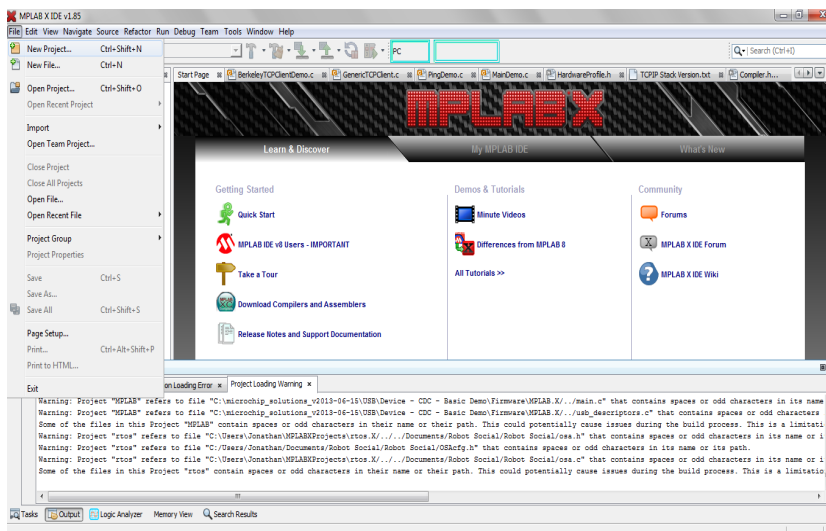 MPLAB X IDE v1.85
File Edit View Navigate Source Refactor Run Debug Team Tools Window Help
New Project... Ctrl+Shift+N
New File... Ctrl+N
Open Project... Ctrl+Shift+O
Open Recent Project
Import
Open Team Project...
Close Project
Close All Projects
Open File...
Open Recent File
Project Group
Project Properties
Save Ctrl+S
Save As...
Save All Ctrl+Shift+S
Page Setup...
Print... Ctrl+Alt+Shift+P
Print to HTML...
Exit
PC
Search (Ctrl+I)
Start Page BerkeleyTCPClientDemo.c GenericTCPClient.c PingDemo.c MainDemo.c HardwareProfile.h TCPIP Stack Version.txt Compiler.h...
MPLABX
Learn & Discover My MPLAB IDE What's New
Getting Started
Quick Start
MPLAB IDE v8 Users - IMPORTANT
Take a Tour
Download Compilers and Assemblers
Release Notes and Support Documentation
Demos & Tutorials
Minute Videos
Differences from MPLAB 8
All Tutorials >>
Community
Forums
MPLAB X IDE Forum
MPLAB X IDE Wiki
on Loading Error Project Loading Warning
Warning: Project "MPLAB" refers to file "C:\microchip_solutions_v2013-06-15\USB\Device - CDC - Basic Demo\Firmware\MPLAB.X/../main.c" that contains spaces or odd characters in its name
Warning: Project "MPLAB" refers to file "C:\microchip_solutions_v2013-06-15\USB\Device - CDC - Basic Demo\Firmware\MPLAB.X/../usb_descriptors.c" that contains spaces or odd characters
Some of the files in this Project "MPLAB" contain spaces or odd characters in their name or their path. This could potentially cause issues during the build process. This is a limitati
Warning: Project "rtos" refers to file "C:\Users\Jonathan\MPLABXProjects\rtos.X/../../Documents/Robot Social/Robot Social/osa.h" that contains spaces or odd characters in its name or i
Warning: Project "rtos" refers to file "C:/Users/Jonathan/Documents/Robot Social/Robot Social/OSAcfg.h" that contains spaces or odd characters in its name or its path.
Warning: Project "rtos" refers to file "C:\Users\Jonathan\MPLABXProjects\rtos.X/../../Documents/Robot Social/Robot Social/osa.c" that contains spaces or odd characters in its name or i
Some of the files in this Project "rtos" contain spaces or odd characters in their name or their path. This could potentially cause issues during the build process. This is a limitatio
Tasks Output Logic Analyzer Memory View Search Results